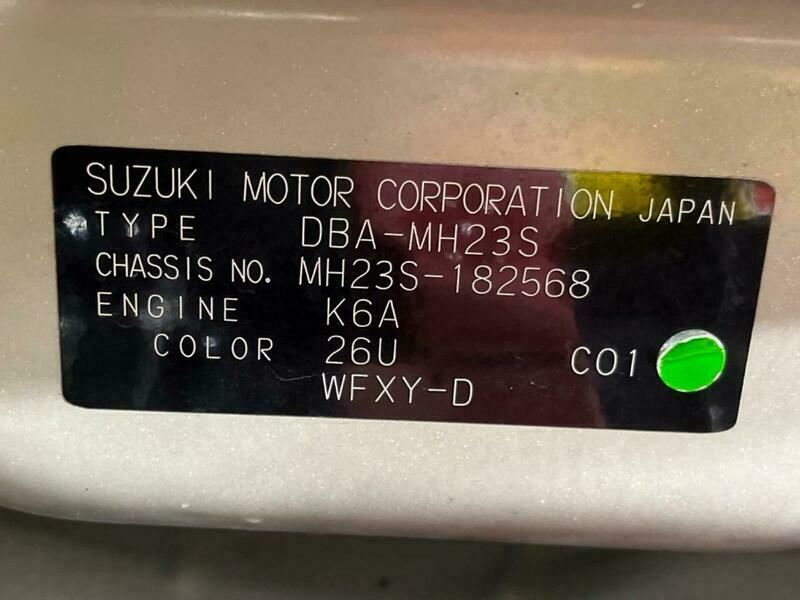 SUZUKI MOTOR CORPORATION JAPAN
TYPE DBA-MH23S
CHASSIS NO. MH23S-182568
ENGINE K6A
COLOR 26U C01
WFXY-D